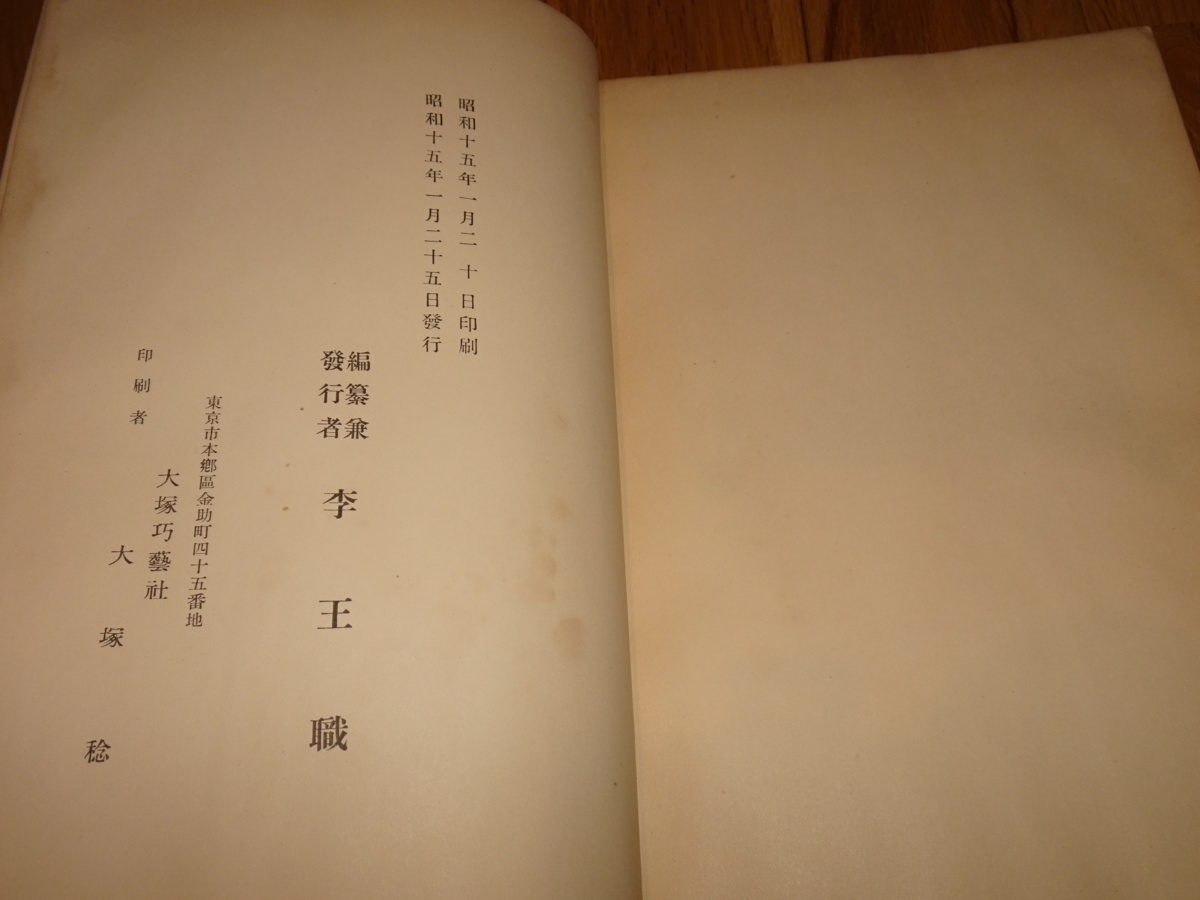 昭和十五年一月二十日印刷
昭和十五年一月二十五日發行
編纂兼
發行者
李王職
東京市本鄕區金助町四十五番地
大塚巧藝社
印刷者
大塚稔